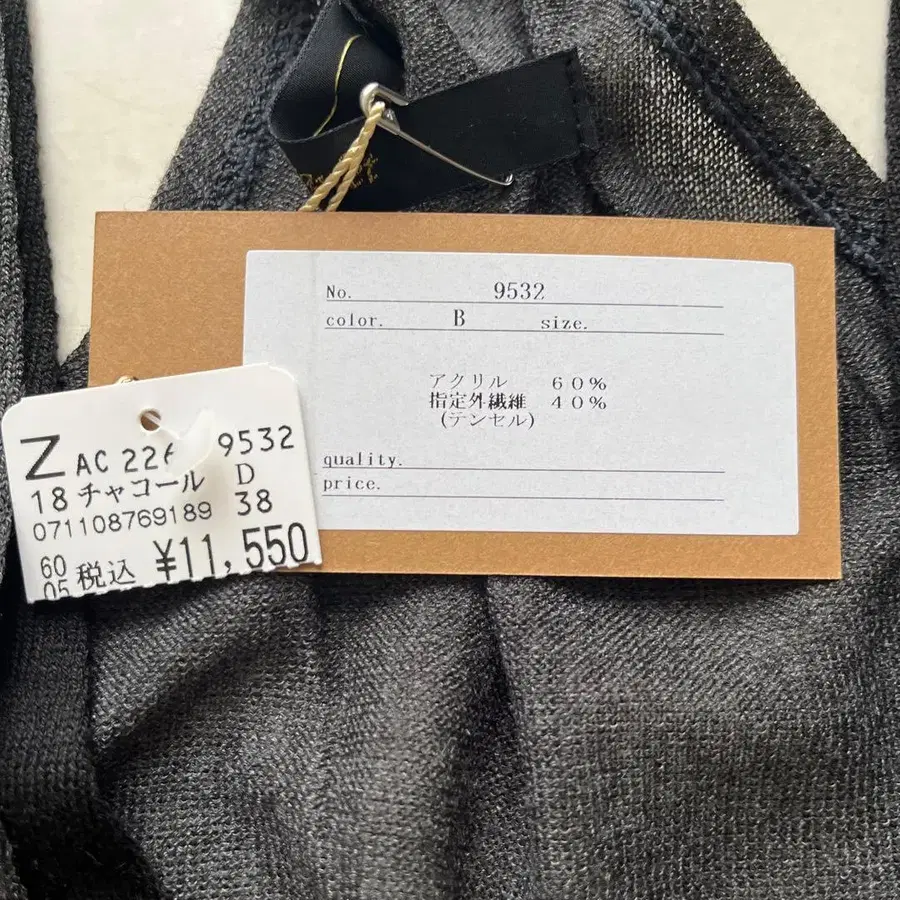 No. 9532
color. B size.
アクリル 60%
指定外繊維 40%
(テンセル)
quality.
price.
Z AC 226 9532
18 チャコール D
071108769189 38
60
05 税込 ¥11,550